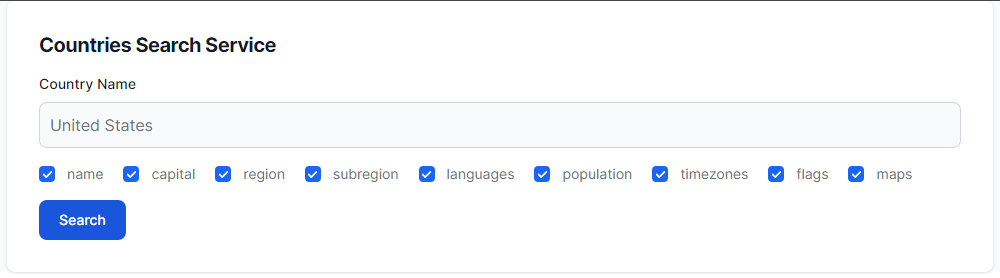 Countries Search Service
Country Name
United States
name capital region subregion languages population timezones flags maps
Search